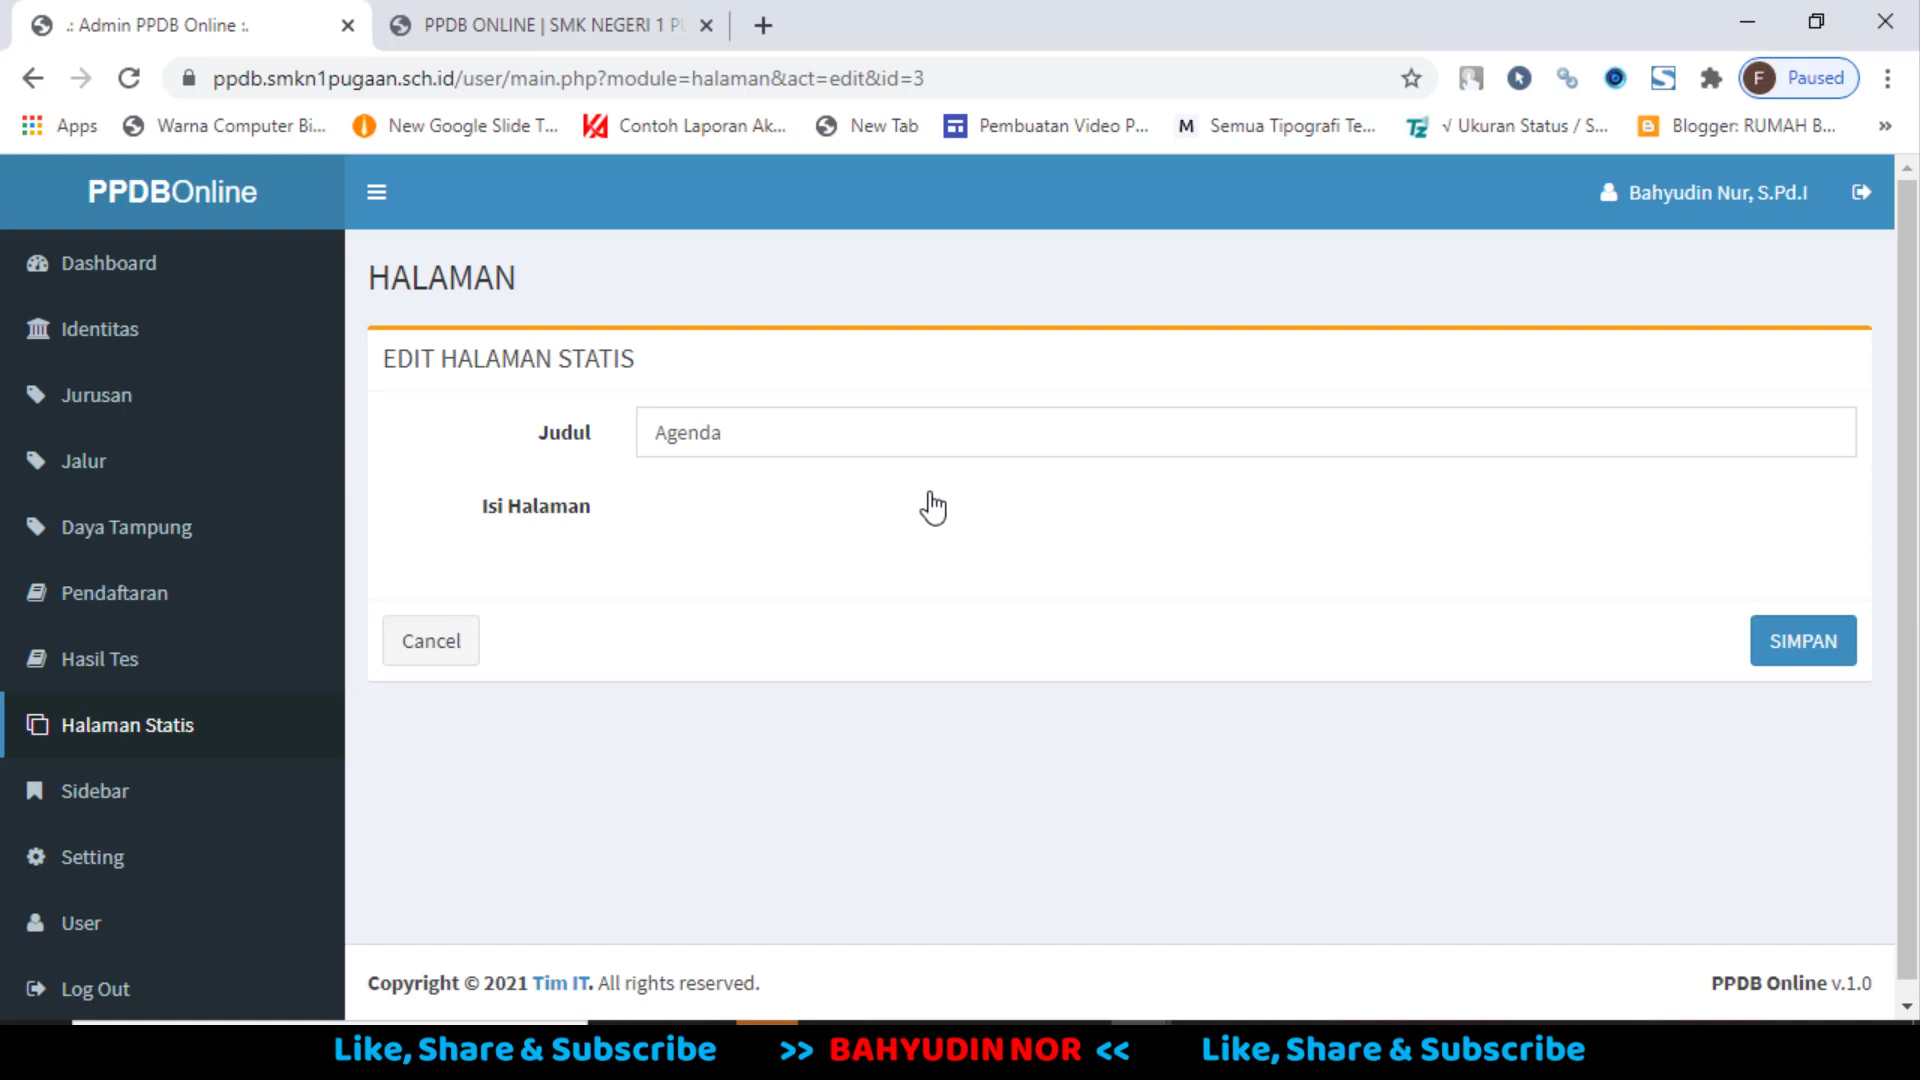 .: Admin PPDB Online :.
PPDB ONLINE | SMK NEGERI 1 P
ppdb.smkn1pugaan.sch.id/user/main.php?module=halaman&act=edit&id=3
F Paused
Apps
Warna Computer Bi...
New Google Slide T...
Contoh Laporan Ak...
New Tab
Pembuatan Video P...
M Semua Tipografi Te...
√ Ukuran Status / S...
Blogger: RUMAH B...
»
PPDBOnline
Bahyudin Nur, S.Pd.I
Dashboard
Identitas
Jurusan
Jalur
Daya Tampung
Pendaftaran
Hasil Tes
Halaman Statis
Sidebar
Setting
User
Log Out
HALAMAN
EDIT HALAMAN STATIS
Judul
Agenda
Isi Halaman
Cancel
SIMPAN
Copyright © 2021 Tim IT. All rights reserved.
PPDB Online v.1.0
Like, Share & Subscribe >> BAHYUDIN NOR << Like, Share & Subscribe